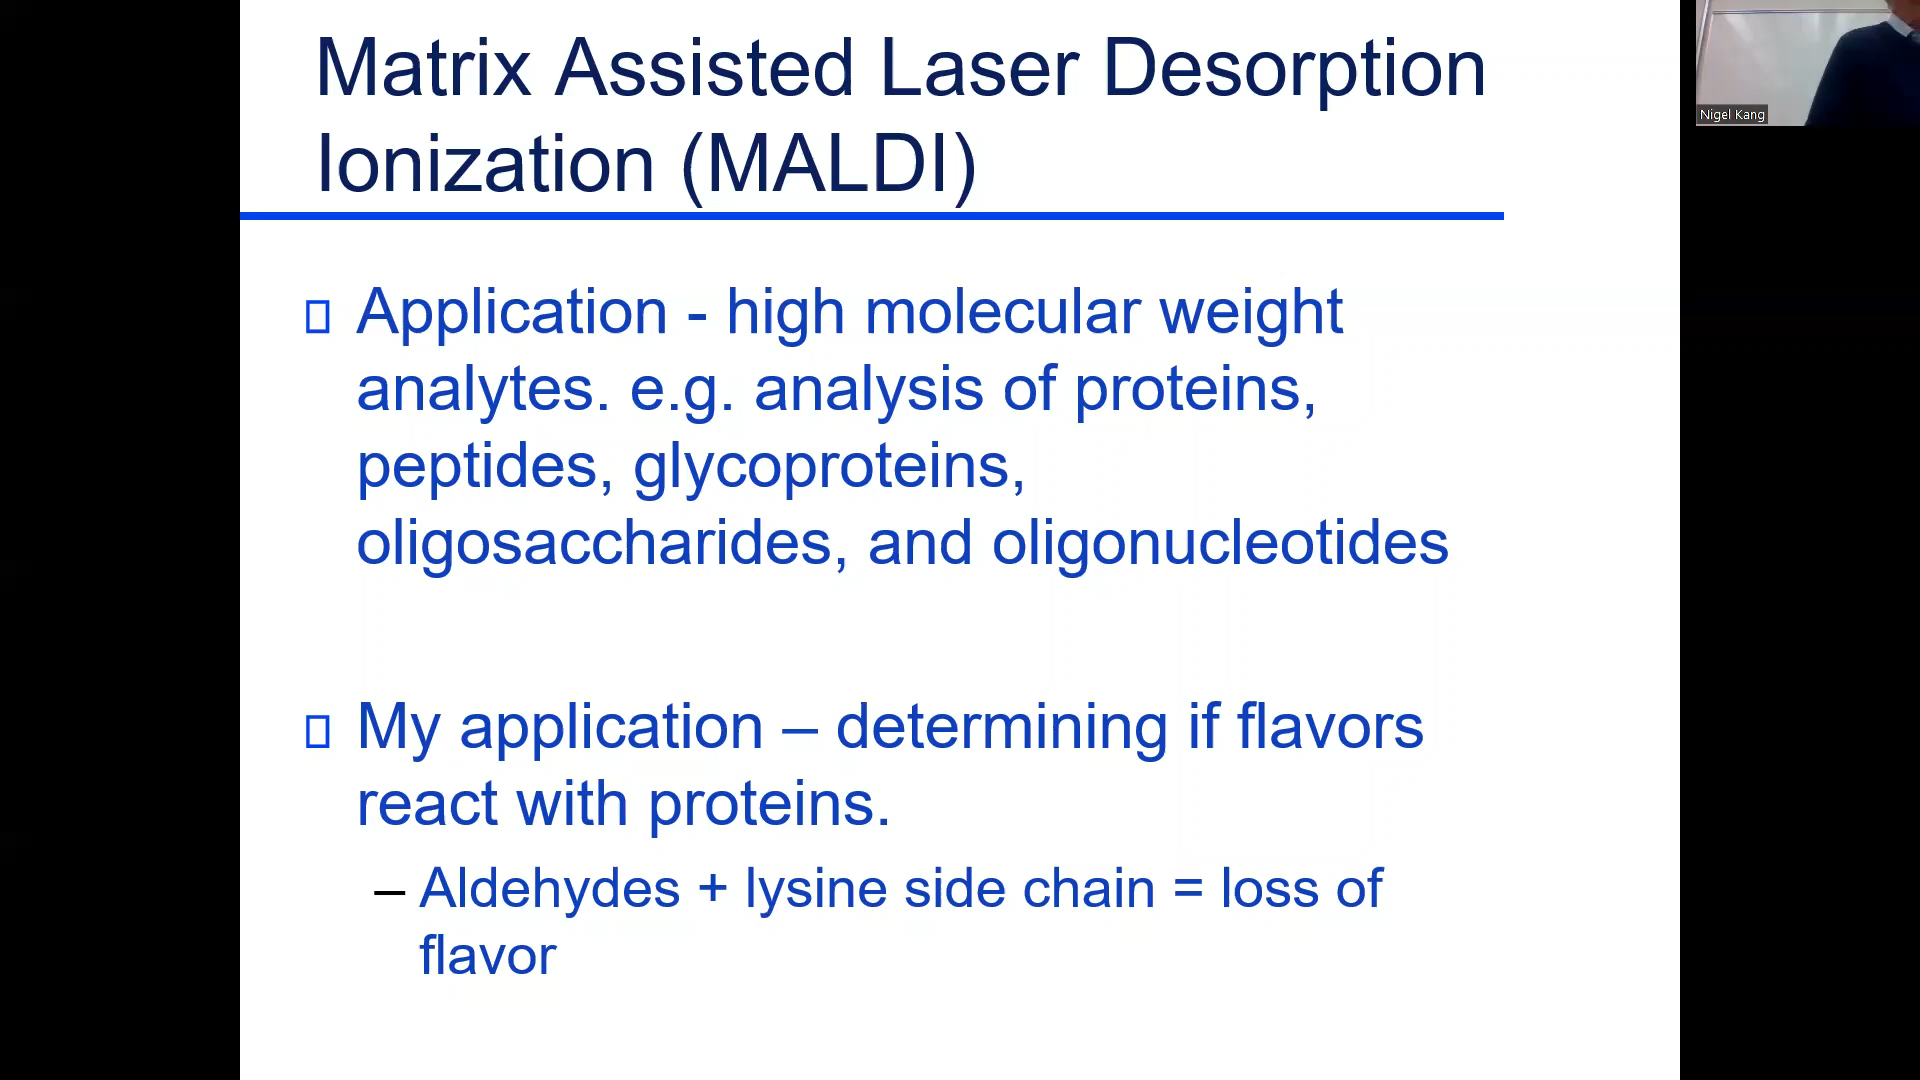 Matrix Assisted Laser Desorption
Ionization (MALDI)
Application - high molecular weight
analytes. e.g. analysis of proteins,
peptides, glycoproteins,
oligosaccharides, and oligonucleotides
My application – determining if flavors
react with proteins.
– Aldehydes + lysine side chain = loss of
flavor
Nigel Kang